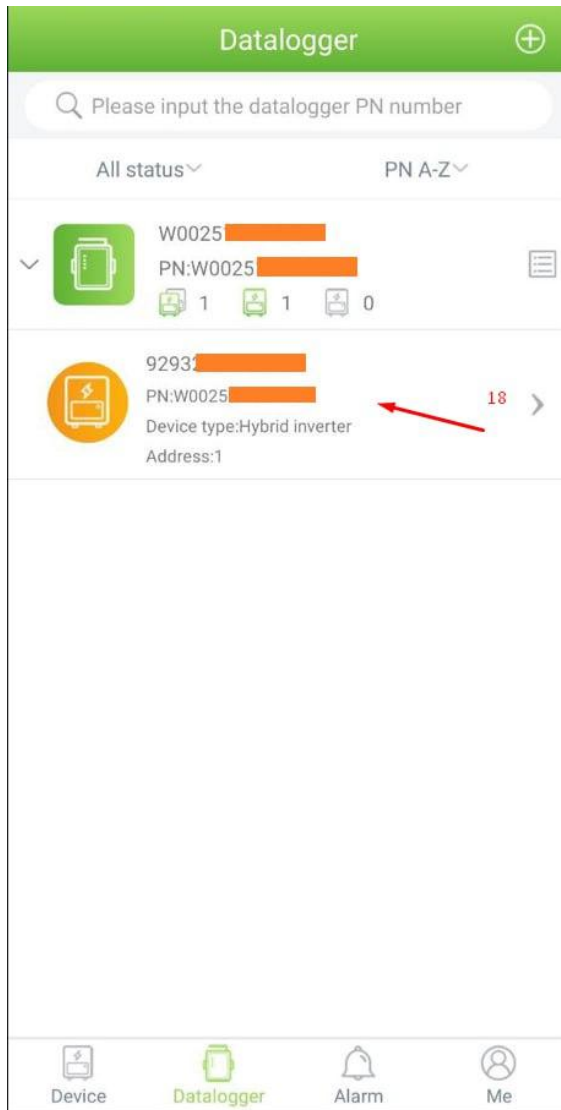 Datalogger
Please input the datalogger PN number
All status
PN A-Z
W0025
PN:W0025
1 1 0
92932
PN:W0025
18
Device type:Hybrid inverter
Address:1
Device Datalogger Alarm Me